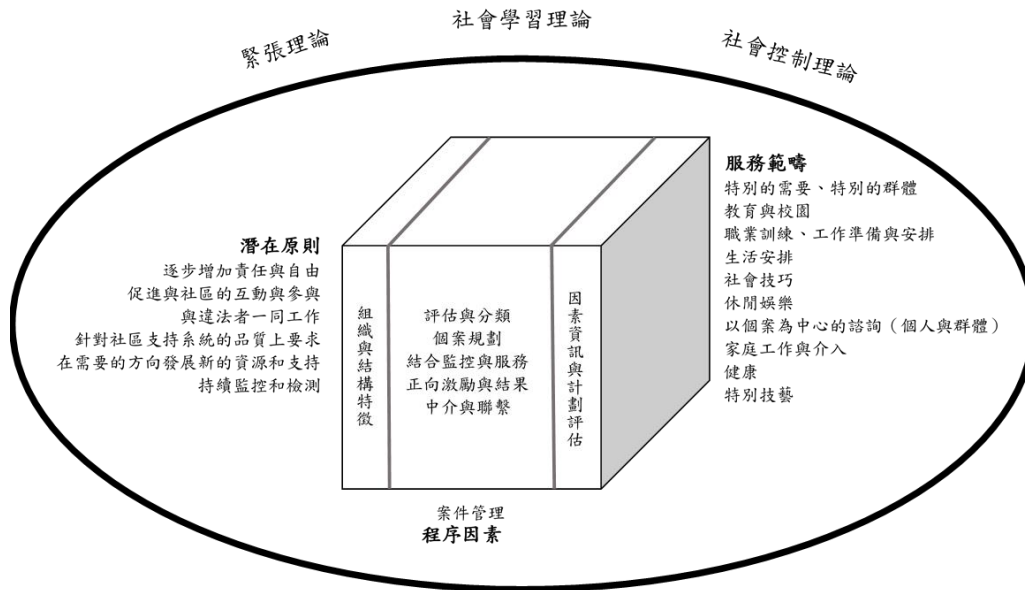 緊張理論
社會學習理論
社會控制理論
潛在原則
逐步增加責任與自由
促進與社區的互動與參與
與違法者一同工作
針對社區支持系統的品質上要求
在需要的方向發展新的資源和支持
持續監控和檢測
組織與結構特徵
評估與分類
個案規劃
結合監控與服務
正向激勵與結果
中介與聯繫
因素資訊與計劃評估
服務範疇
特別的需要、特別的群體
教育與校園
職業訓練、工作準備與安排
生活安排
社會技巧
休閒娛樂
以個案為中心的諮詢（個人與群體）
家庭工作與介入
健康
特別技藝
案件管理
程序因素